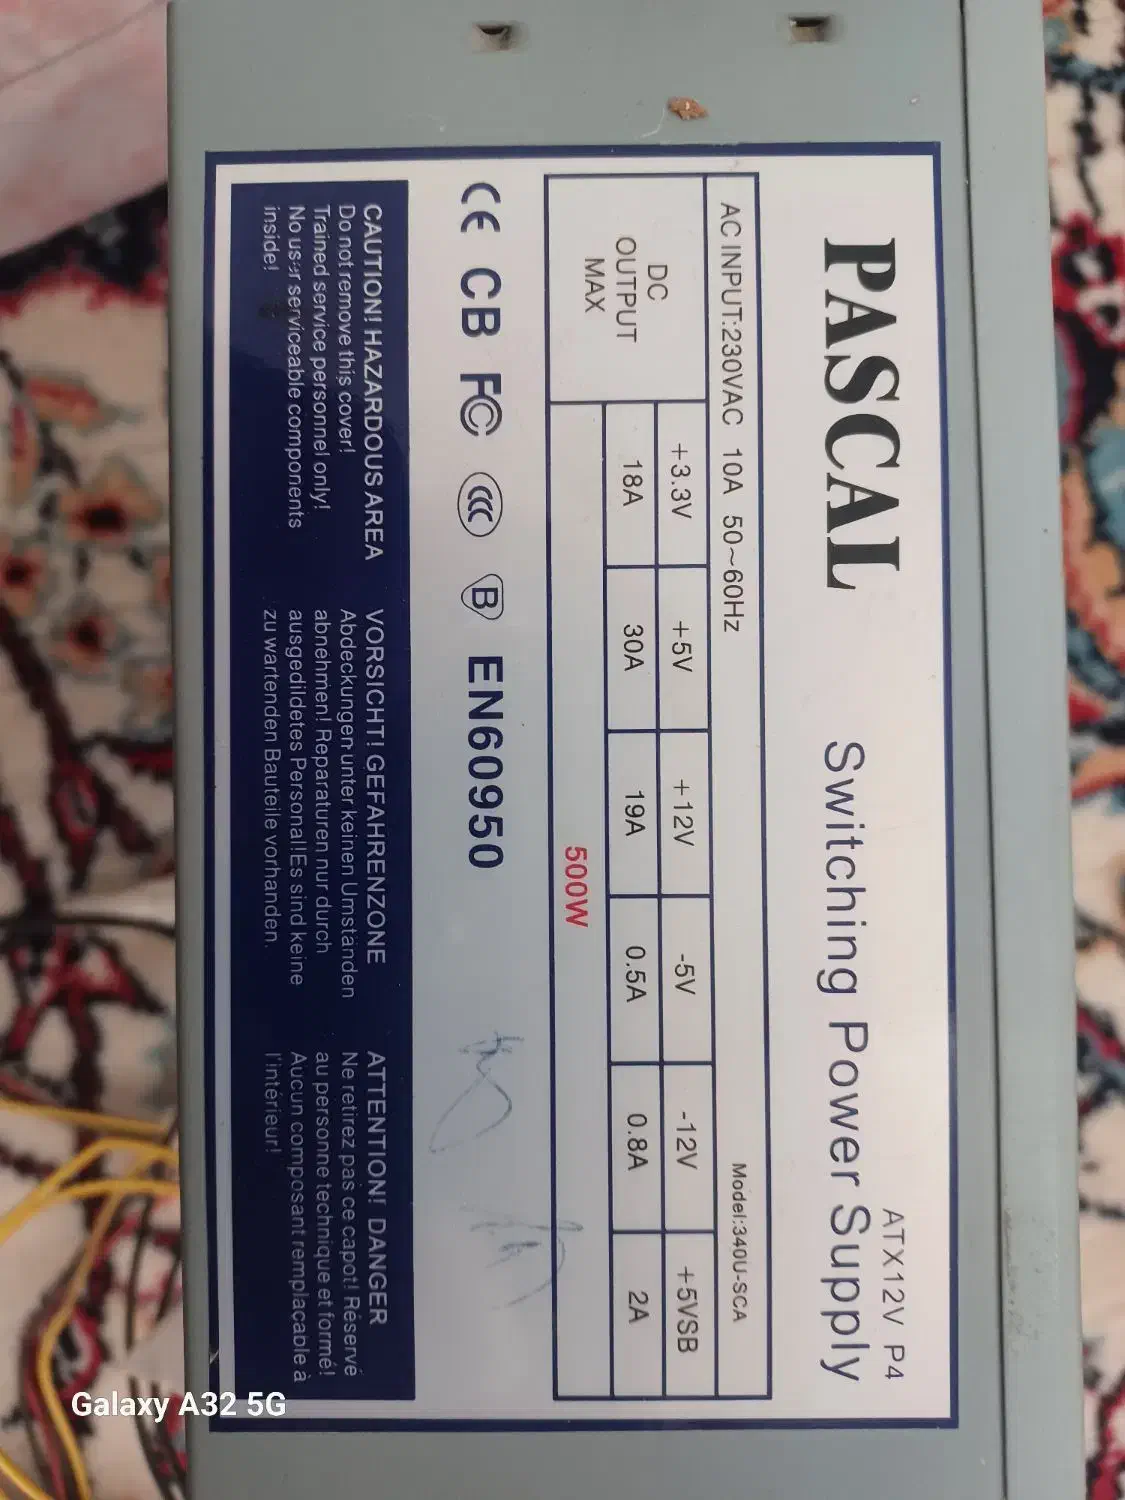 PASCAL
ATX12V P4
Switching Power Supply
AC INPUT:230VAC 10A 50~60Hz Model:340U-SCA
DC
OUTPUT
MAX
+3.3V +5V +12V -5V -12V +5VSB
18A 30A 19A 0.5A 0.8A 2A
500W
CE CB FC CCC B EN60950
CAUTION! HAZARDOUS AREA
Do not remove this cover!
Trained service personnel only!
No user serviceable components
inside!
VORSICHT! GEFAHRENZONE
Abdeckungen unter keinen Umständen
abnehmen! Reparaturen nur durch
ausgedildetes Personal!Es sind keine
zu wartenden Bauteile vorhanden.
ATTENTION! DANGER
Ne retirez pas ce capot! Réservé
au personne technique et formé!
Aucun composant remplaçable à
l'intérieur!
Galaxy A32 5G